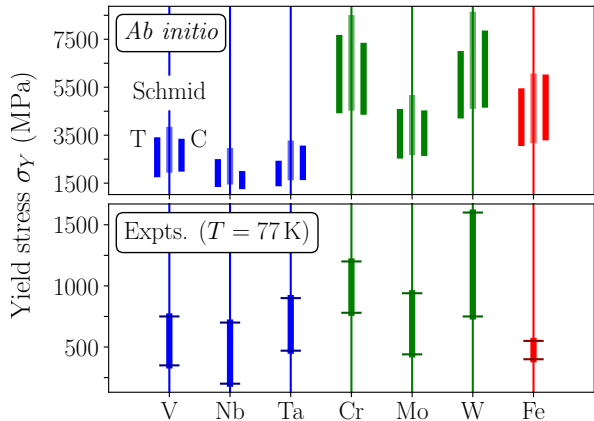 Yield stress σ_Y (MPa)
Ab initio
7500
5500
3500
1500
Schmid
T C
Expts. (T = 77 K)
1500
1000
500
V Nb Ta Cr Mo W Fe